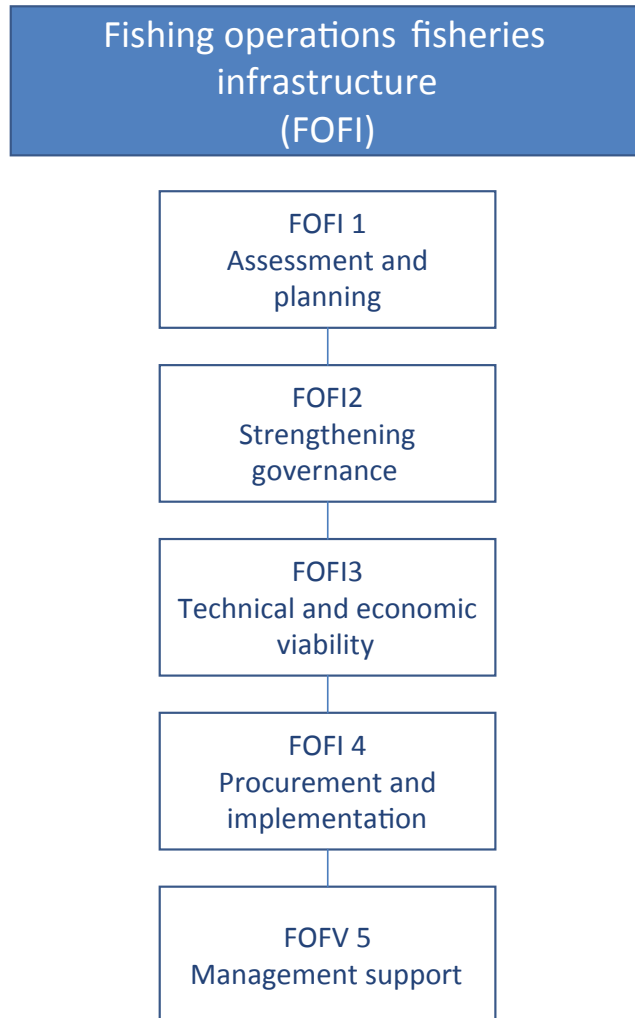 Fishing operations fisheries
infrastructure
(FOFI)
FOFI 1
Assessment and
planning
FOFI2
Strengthening
governance
FOFI3
Technical and economic
viability
FOFI 4
Procurement and
implementation
FOFV 5
Management support